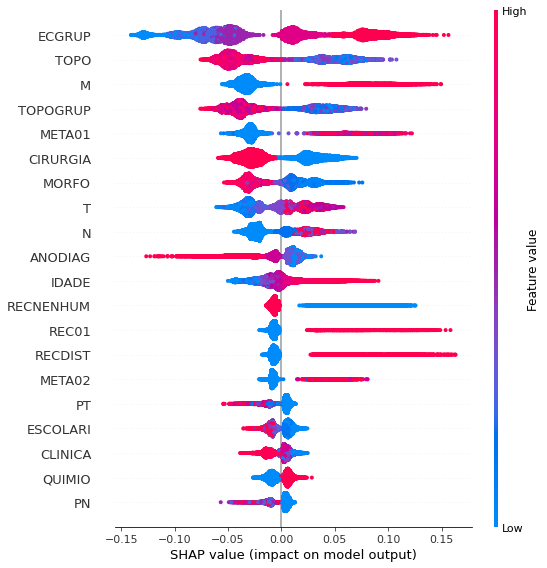 High
ECGRUP
TOPO
M
TOPOGRUP
META01
CIRURGIA
MORFO
T
N
ANODIAG
IDADE
RECNENHUM
REC01
RECDIST
META02
PT
ESCOLARI
CLINICA
QUIMIO
PN
Feature value
Low
−0.15 −0.10 −0.05 0.00 0.05 0.10 0.15
SHAP value (impact on model output)